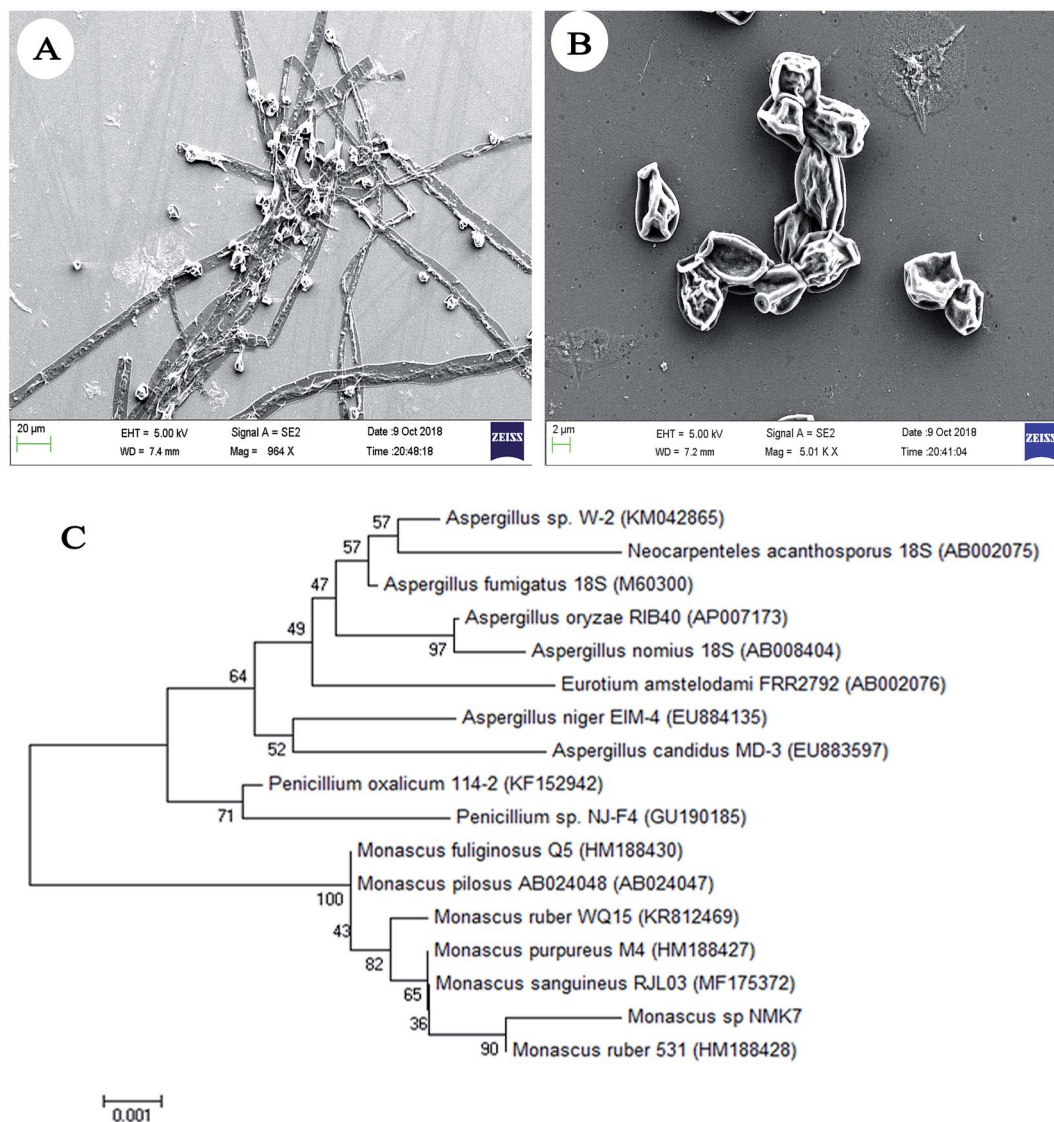 A
20 µm
EHT = 5.00 kV
Signal A = SE2
Date :9 Oct 2018
WD = 7.4 mm
Mag = 964 X
Time :20:48:18
ZEISS
B
2 µm
EHT = 5.00 kV
Signal A = SE2
Date :9 Oct 2018
WD = 7.2 mm
Mag = 5.01 K X
Time :20:41:04
ZEISS
C
57
Aspergillus sp. W-2 (KM042865)
57
Neocarpenteles acanthosporus 18S (AB002075)
47
Aspergillus fumigatus 18S (M60300)
Aspergillus oryzae RIB40 (AP007173)
49
97
Aspergillus nomius 18S (AB008404)
64
Eurotium amstelodami FRR2792 (AB002076)
Aspergillus niger EIM-4 (EU884135)
52
Aspergillus candidus MD-3 (EU883597)
Penicillium oxalicum 114-2 (KF152942)
71
Penicillium sp. NJ-F4 (GU190185)
Monascus fuliginosus Q5 (HM188430)
Monascus pilosus AB024048 (AB024047)
100
43
Monascus ruber WQ15 (KR812469)
82
Monascus purpureus M4 (HM188427)
Monascus sanguineus RJL03 (MF175372)
65
36
Monascus sp NMK7
90
Monascus ruber 531 (HM188428)
0.001